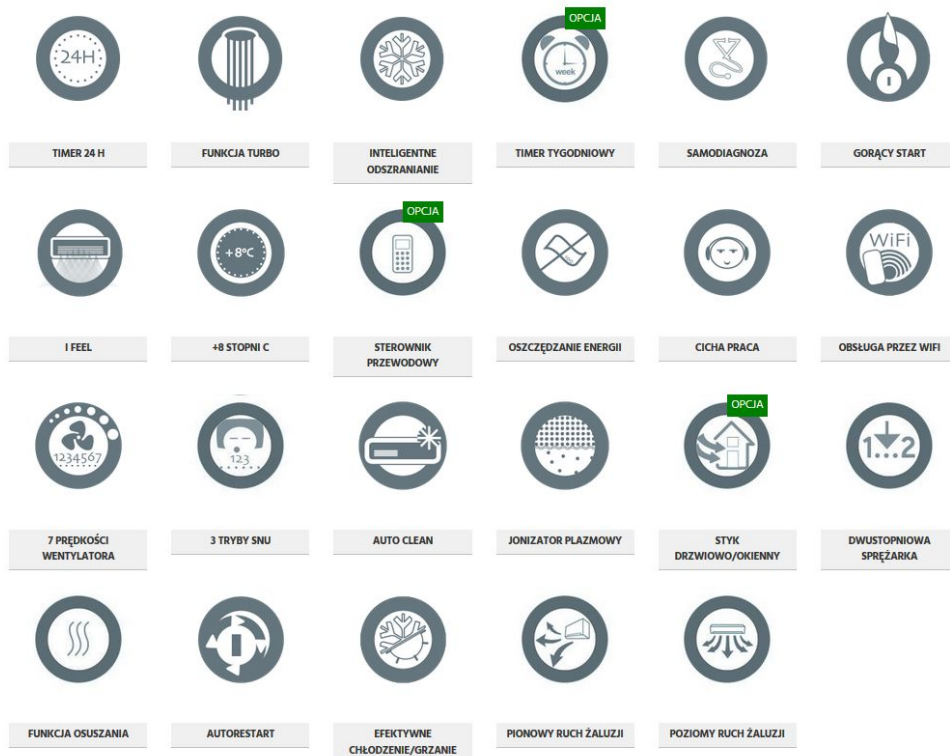 24H
OPCJA
week
TIMER 24 H
FUNKCJA TURBO
INTELIGENTNE
ODSZRANIANIE
TIMER TYGODNIOWY
SAMODIAGNOZA
GORĄCY START
+8°C
OPCJA
WiFi
I FEEL
+8 STOPNI C
STEROWNIK
PRZEWODOWY
OSZCZĘDZANIE ENERGII
CICHA PRACA
OBSŁUGA PRZEZ WIFI
1234567
123
OPCJA
1...2
7 PRĘDKOŚCI
WENTYLATORA
3 TRYBY SNU
AUTO CLEAN
JONIZATOR PLAZMOWY
STYK
DRZWIOWO/OKIENNY
DWUSTOPNIOWA
SPRĘŻARKA
FUNKCJA OSUSZANIA
AUTORESTART
EFEKTYWNE
CHŁODZENIE/GRZANIE
PIONOWY RUCH ŻALUZJI
POZIOMY RUCH ŻALUZJI